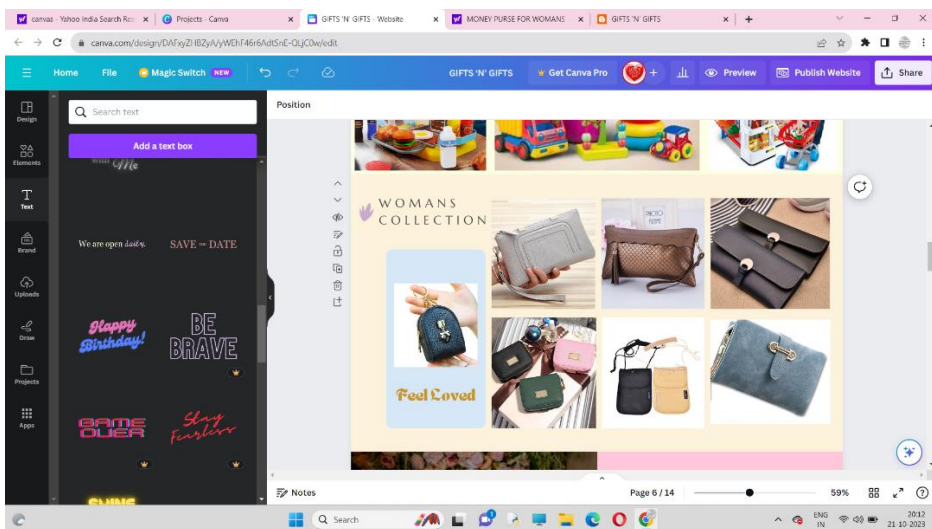 canvas - Yahoo India Search Res
Projects - Canva
GIFTS 'N' GIFTS - Website
MONEY PURSE FOR WOMANS
GIFTS 'N' GIFTS
canva.com/design/DAFxyZHBZyA/yWEhF46r6AdtSnE-QLjC0w/edit
Home
File
Magic Switch
NEW
GIFTS 'N' GIFTS
Get Canva Pro
Preview
Publish Website
Share
Design
Elements
Text
Brand
Uploads
Draw
Projects
Apps
Search text
Add a text box
Me
We are open daily.
SAVE THE DATE
Happy
Birthday!
BE
BRAVE
GAME
OVER
Stay
Fearless
SHINE
Position
WOMANS
COLLECTION
PHOTO
Feel Loved
Notes
Page 6 / 14
59%
Search
ENG
IN
20:12
21-10-2023